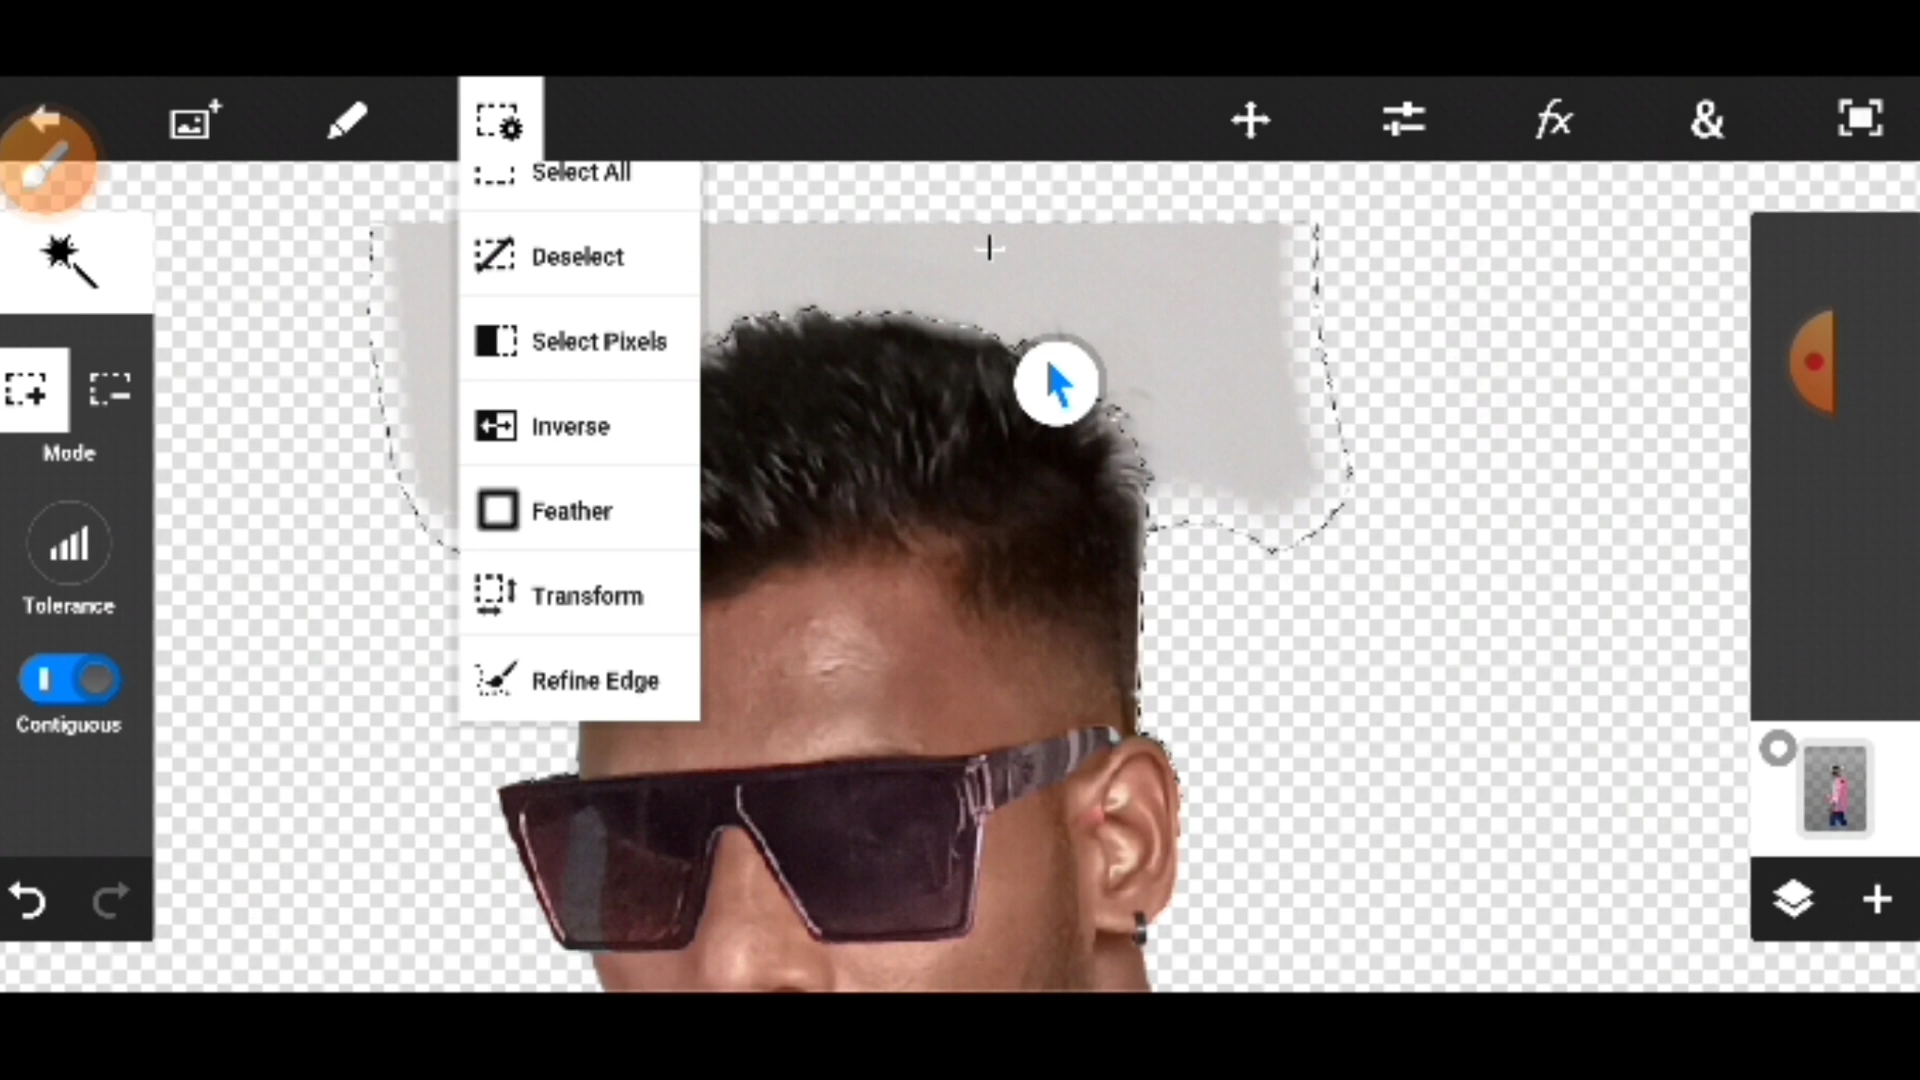 fx
&
Select All
Deselect
Select Pixels
Inverse
Feather
Transform
Refine Edge
Mode
Tolerance
Contiguous